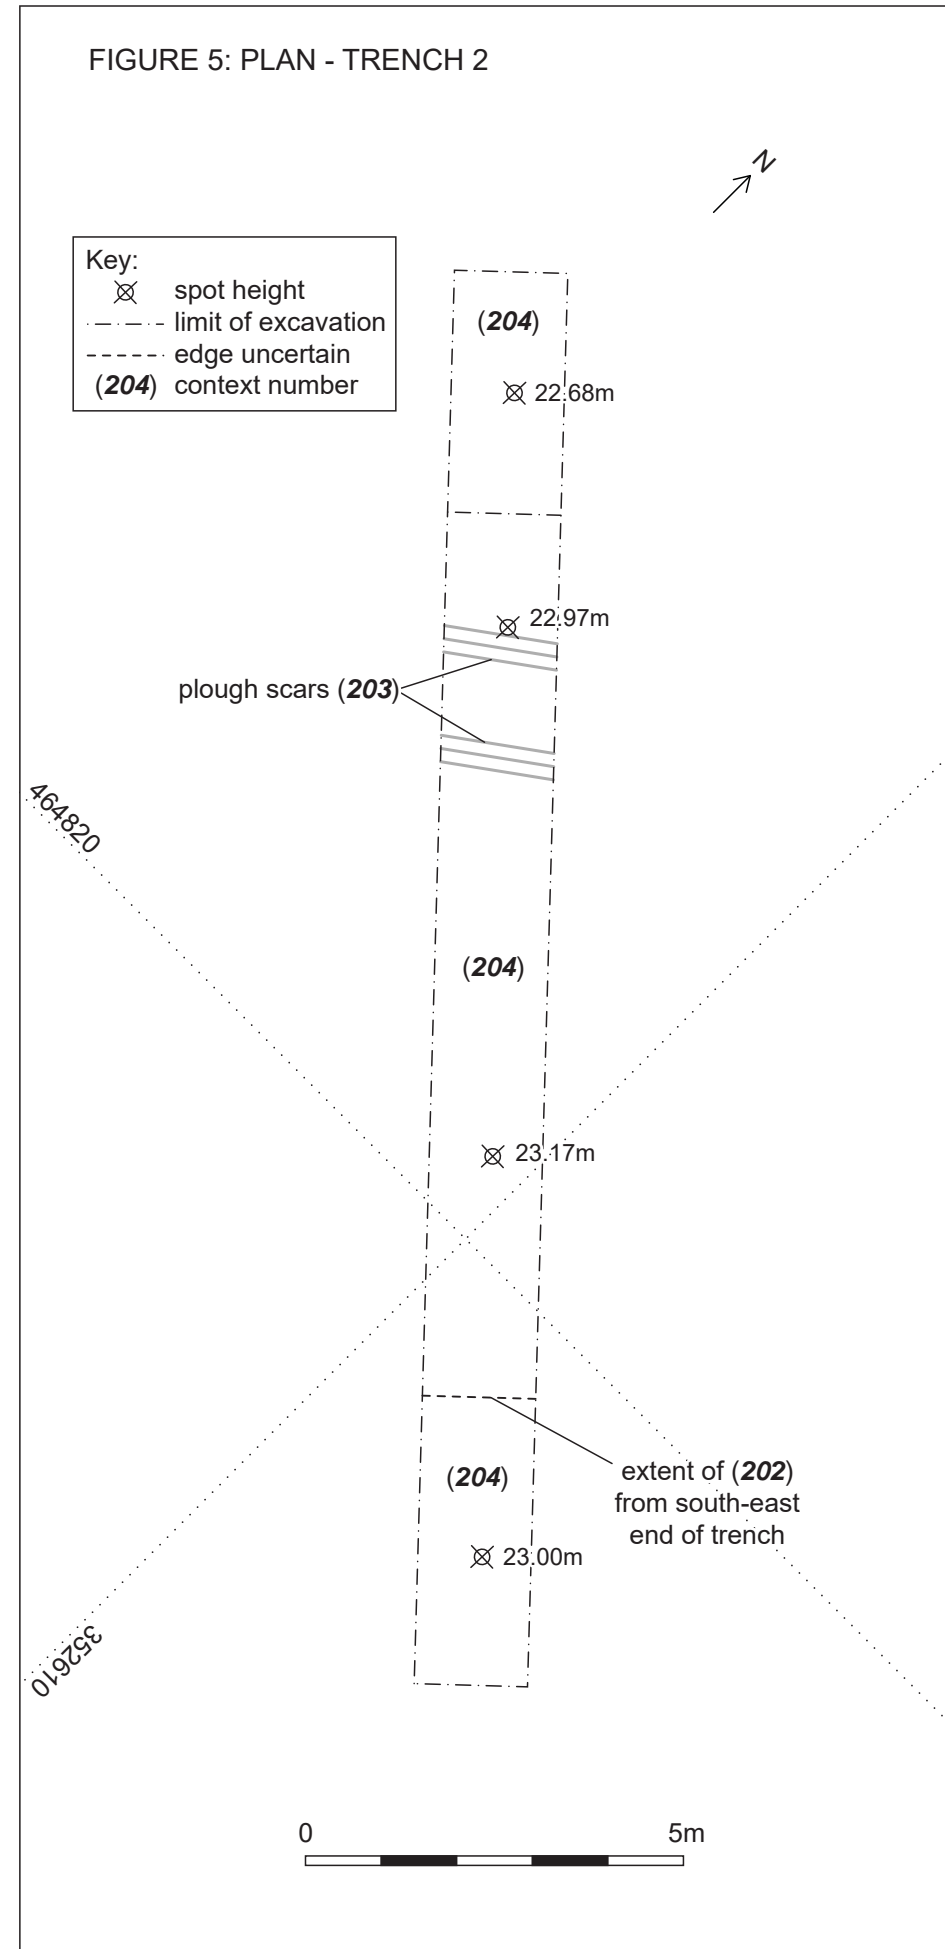 FIGURE 5: PLAN - TRENCH 2
N
Key:
spot height
limit of excavation
edge uncertain
(204) context number
(204)
22.68m
22.97m
plough scars (203)
464820
(204)
23.17m
(204)
extent of (202)
from south-east
end of trench
23.00m
352610
0 5m